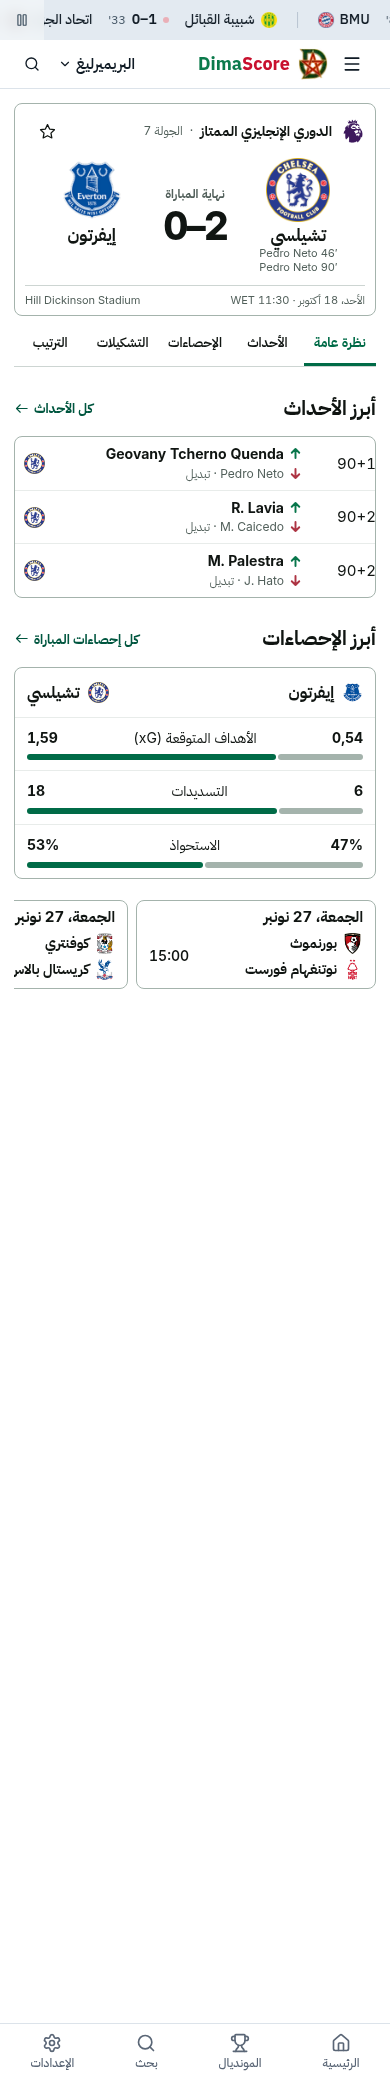 BMU
شبيبة القبائل 0–1 33'
DimaScore
البريميرليغ
الدوري الإنجليزي الممتاز · الجولة 7
نهاية المباراة
تشيلسي 0–2 إيفرتون
Pedro Neto 46'
Pedro Neto 90'
الأحد، 18 أكتوبر · 11:30 WET
Hill Dickinson Stadium
نظرة عامة
الأحداث
الإحصائيات
التشكيلات
الترتيب
أبرز الأحداث
كل الأحداث ←
90+1
Geovany Tcherno Quenda
Pedro Neto · تبديل
90+2
R. Lavia
M. Caicedo · تبديل
90+2
M. Palestra
J. Hato · تبديل
أبرز الإحصاءات
كل إحصاءات المباراة ←
إيفرتون
تشيلسي
0,54 الأهداف المتوقعة (xG) 1,59
6 التسديدات 18
47% الاستحواذ 53%
الجمعة، 27 نونبر
بورنموث
نوتنغهام فورست
15:00
الجمعة، 27 نونبر
كوفنتري
كريستال بالاس
الرئيسية
المونديال
بحث
الإعدادات